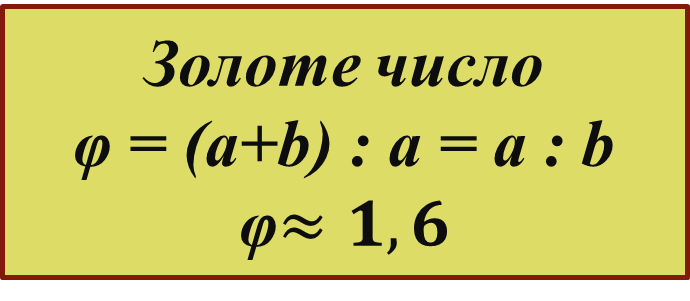 Золоте число
φ = (a+b) : a = a : b
φ≈ 1,6